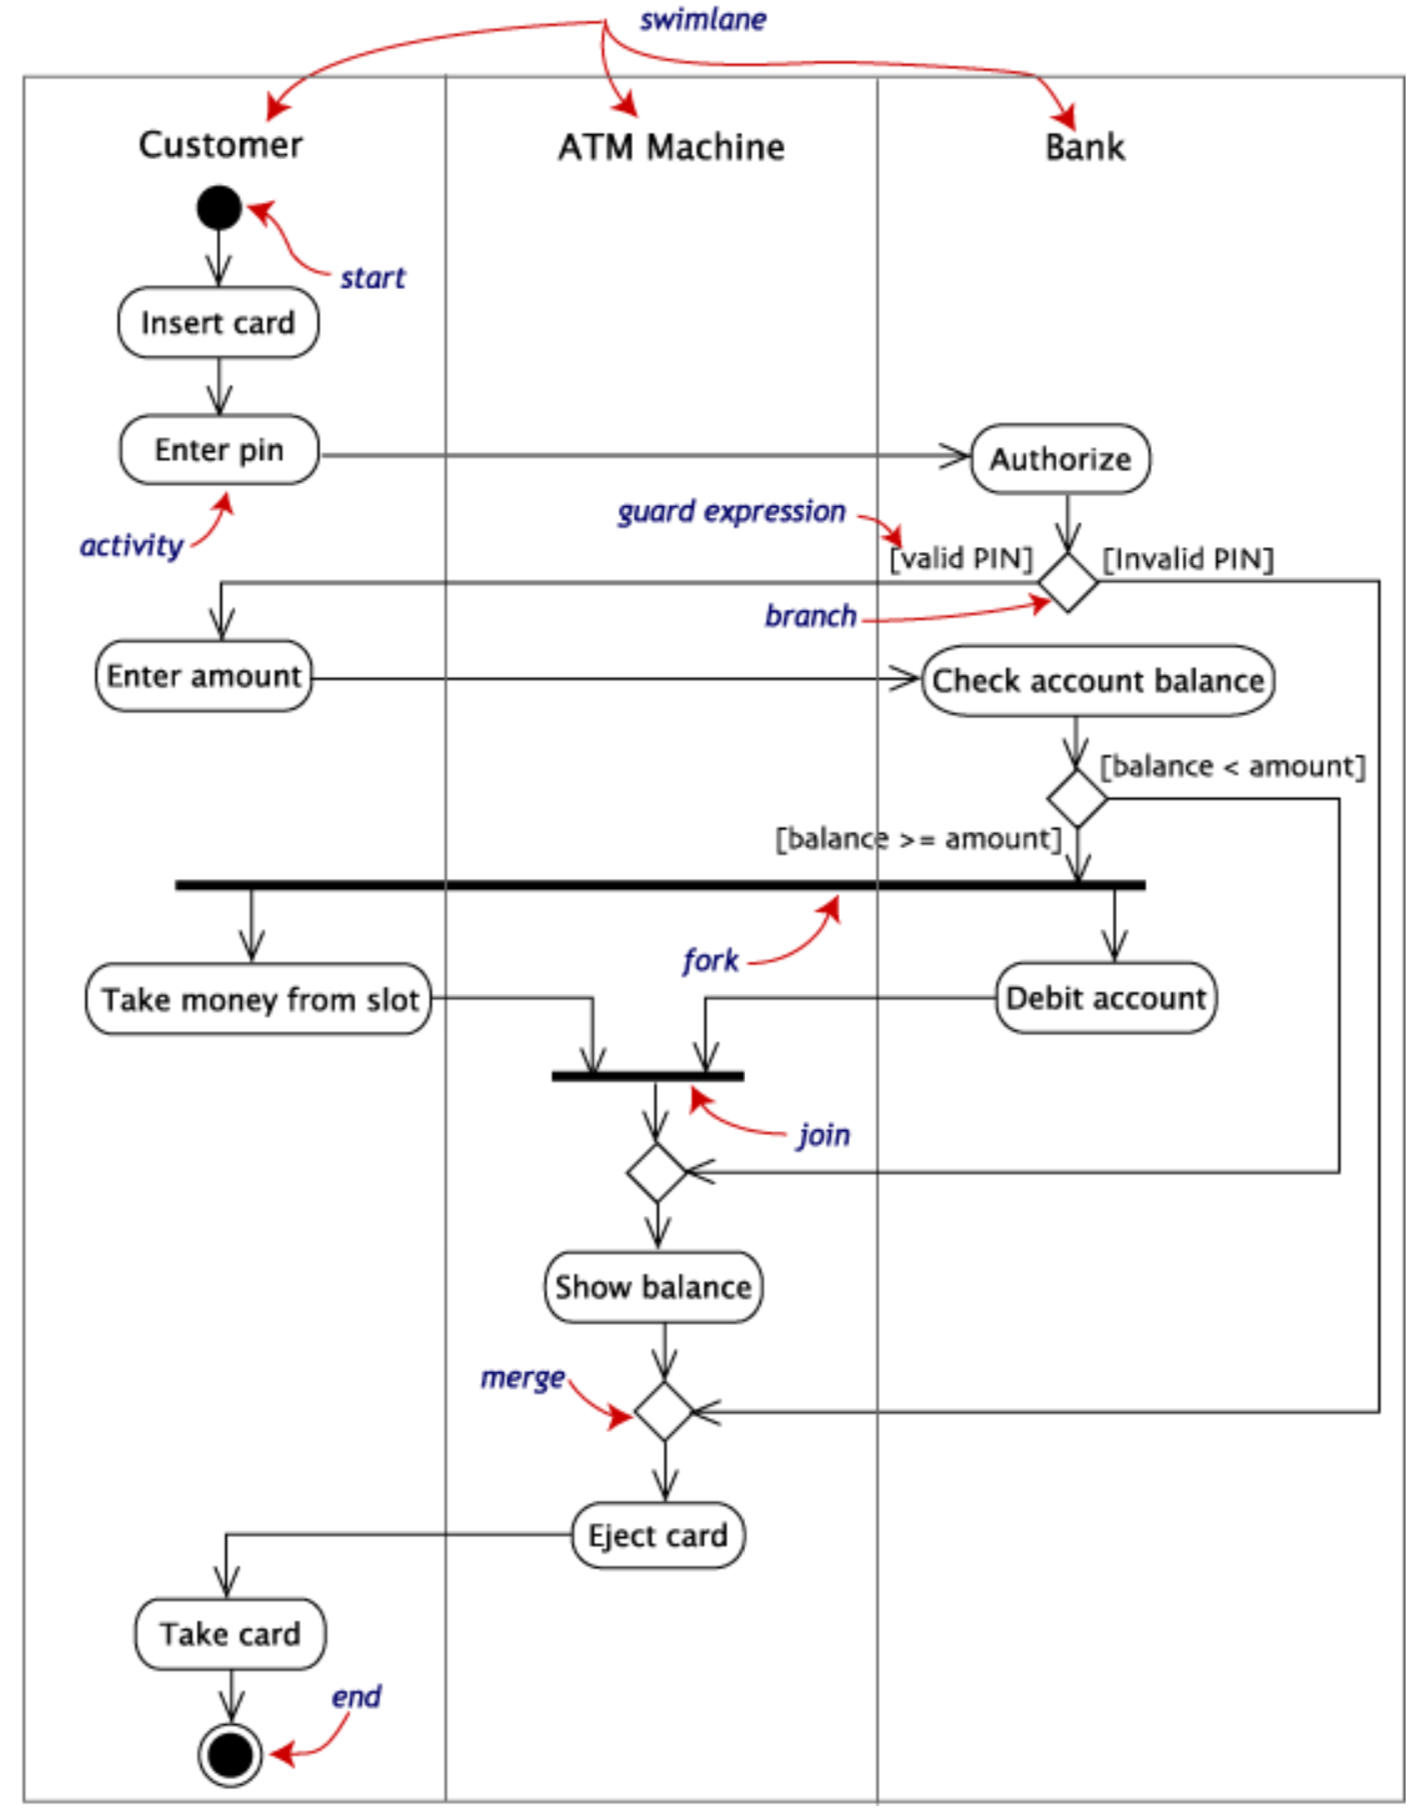 swimlane
Customer
ATM Machine
Bank
start
Insert card
Enter pin
Authorize
guard expression
activity
[valid PIN]
[Invalid PIN]
branch
Enter amount
Check account balance
[balance < amount]
[balance >= amount]
fork
Take money from slot
Debit account
join
Show balance
merge
Eject card
Take card
end